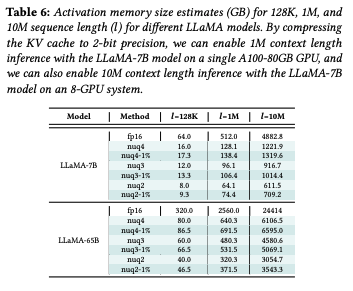 Table 6: Activation memory size estimates (GB) for 128K, 1M, and
10M sequence length (l) for different LLaMA models. By compressing
the KV cache to 2-bit precision, we can enable 1M context length
inference with the LLaMA-7B model on a single A100-80GB GPU, and
we can also enable 10M context length inference with the LLaMA-7B
model on an 8-GPU system.
Model Method l=128K l=1M l=10M
fp16 64.0 512.0 4882.8
nuq4 16.0 128.1 1221.9
nuq4-1% 17.3 138.4 1319.6
LLaMA-7B nuq3 12.0 96.1 916.7
nuq3-1% 13.3 106.4 1014.4
nuq2 8.0 64.1 611.5
nuq2-1% 9.3 74.4 709.2
fp16 320.0 2560.0 24414
nuq4 80.0 640.3 6106.5
nuq4-1% 86.5 691.5 6595.0
LLaMA-65B nuq3 60.0 480.3 4580.6
nuq3-1% 66.5 531.5 5069.1
nuq2 40.0 320.3 3054.7
nuq2-1% 46.5 371.5 3543.3